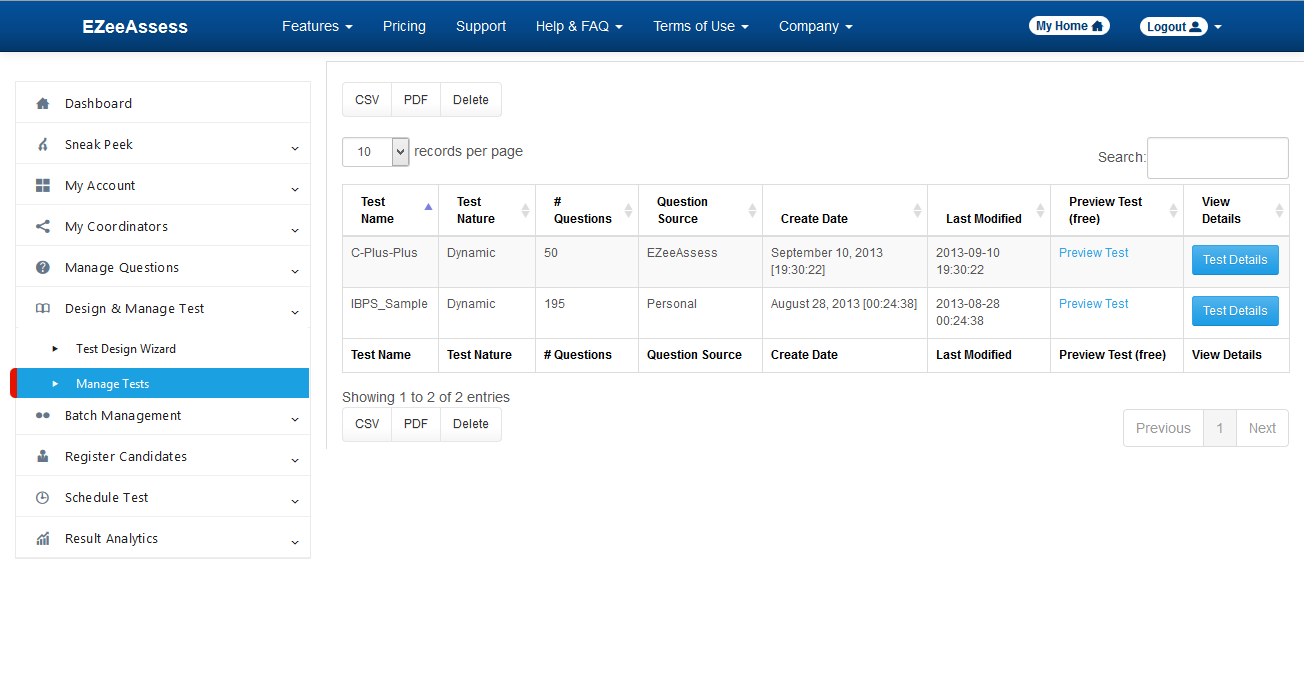 EZeeAssess Features Pricing Support Help & FAQ Terms of Use Company My Home Logout
Dashboard
Sneak Peek
My Account
My Coordinators
Manage Questions
Design & Manage Test
Test Design Wizard
Manage Tests
Batch Management
Register Candidates
Schedule Test
Result Analytics
CSV PDF Delete
10 records per page
Search:
Test Name Test Nature # Questions Question Source Create Date Last Modified Preview Test (free) View Details
C-Plus-Plus Dynamic 50 EZeeAssess September 10, 2013 [19:30:22] 2013-09-10 19:30:22 Preview Test Test Details
IBPS_Sample Dynamic 195 Personal August 28, 2013 [00:24:38] 2013-08-28 00:24:38 Preview Test Test Details
Test Name Test Nature # Questions Question Source Create Date Last Modified Preview Test (free) View Details
Showing 1 to 2 of 2 entries
CSV PDF Delete
Previous 1 Next